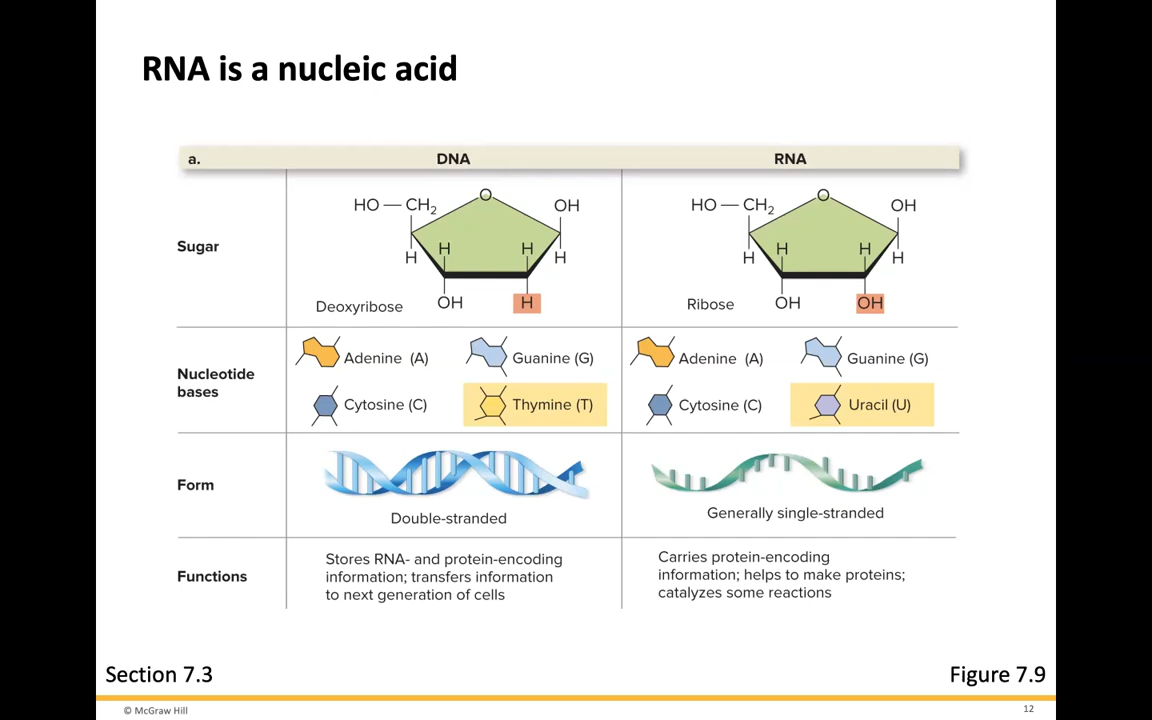 RNA is a nucleic acid
a. DNA RNA
Sugar
HO — CH2 O OH
H H H H
Deoxyribose OH H
HO — CH2 O OH
H H H H
Ribose OH OH
Nucleotide
bases
Adenine (A) Guanine (G)
Cytosine (C) Thymine (T)
Adenine (A) Guanine (G)
Cytosine (C) Uracil (U)
Form
Double-stranded
Generally single-stranded
Functions
Stores RNA- and protein-encoding
information; transfers information
to next generation of cells
Carries protein-encoding
information; helps to make proteins;
catalyzes some reactions
Section 7.3
Figure 7.9
© McGraw Hill
12